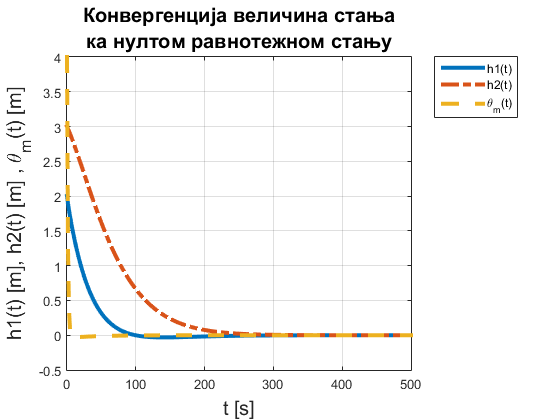 Конвергенција величина стања
ка нултом равнотежном стању
h1(t)
h2(t)
θm(t)
h1(t) [m], h2(t) [m] , θm(t) [m]
4
3.5
3
2.5
2
1.5
1
0.5
0
-0.5
0 100 200 300 400 500
t [s]